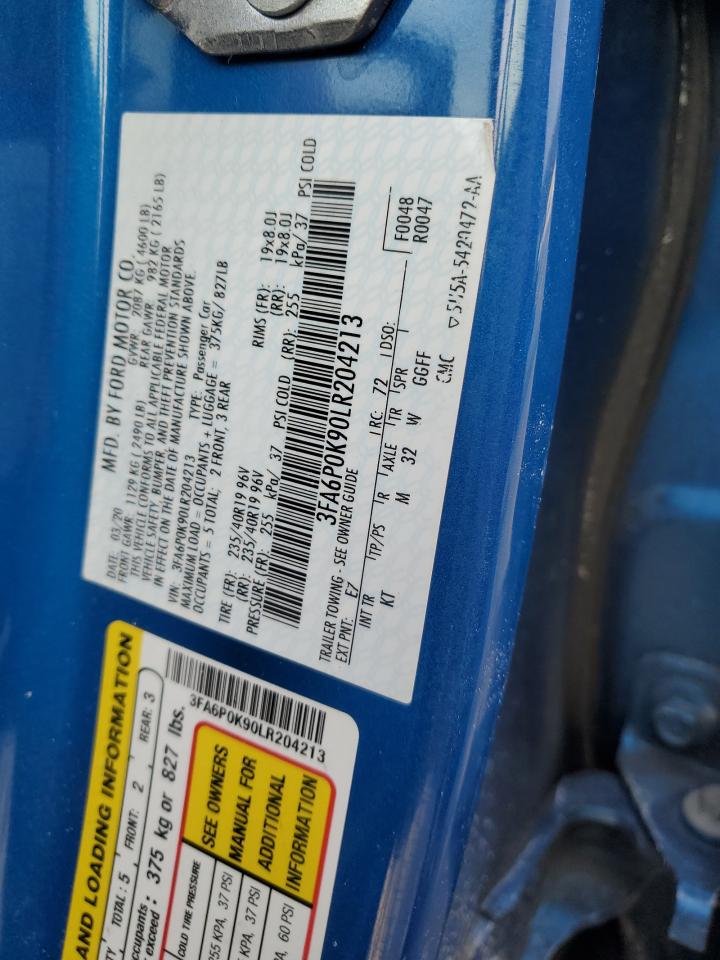 MFD. BY FORD MOTOR CO.
DATE: 03/20 GVWR: 2087 KG ( 4600 LB)
FRONT GAWR: 1129 KG ( 2490 LB) REAR GAWR: 982 KG ( 2165 LB)
THIS VEHICLE CONFORMS TO ALL APPLICABLE FEDERAL MOTOR
VEHICLE SAFETY, BUMPER, AND THEFT PREVENTION STANDARDS
IN EFFECT ON THE DATE OF MANUFACTURE SHOWN ABOVE.
VIN: 3FA6P0K90LR204213 TYPE: Passenger Car
MAXIMUM LOAD = OCCUPANTS + LUGGAGE = 375KG/ 827LB
OCCUPANTS = 5 TOTAL: 2 FRONT, 3 REAR
TIRE (FR): 235/40R19 96V RIMS (FR): 19x8.0J
(RR): 235/40R19 96V (RR): 19x8.0J
PRESSURE (FR): 255 kPa/ 37 PSI COLD (RR): 255 kPa/ 37 PSI COLD
3FA6P0K90LR204213
TRAILER TOWING - SEE OWNER GUIDE
EXT PNT: E7 RC: 72 DSO: F0048
R0047
INT TR TP/PS R AXLE TR SPR
KT M 32 W GGFF
CMC
5U5A-5420472-AA
AND LOADING INFORMATION
TOTAL : 5 FRONT: 2 REAR: 3
ccupants
exceed : 375 kg or 827 lbs.
3FA6P0K90LR204213
COLD TIRE PRESSURE
255 KPA, 37 PSI
KPA, 37 PSI
A, 60 PSI
SEE OWNERS
MANUAL FOR
ADDITIONAL
INFORMATION